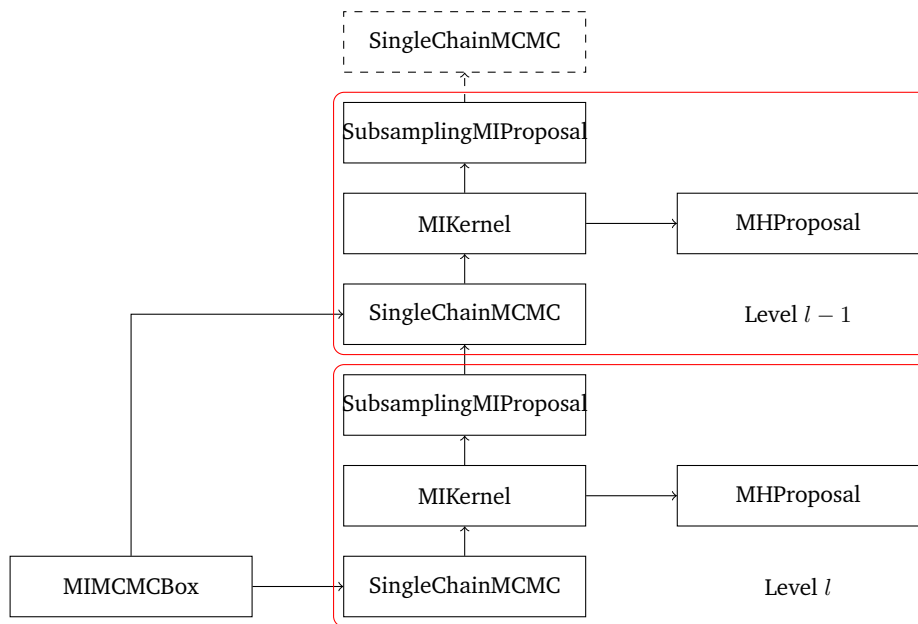 SingleChainMCMC
SubsamplingMIProposal
MIKernel
MHProposal
SingleChainMCMC
Level l − 1
SubsamplingMIProposal
MIKernel
MHProposal
MIMCMCBox
SingleChainMCMC
Level l